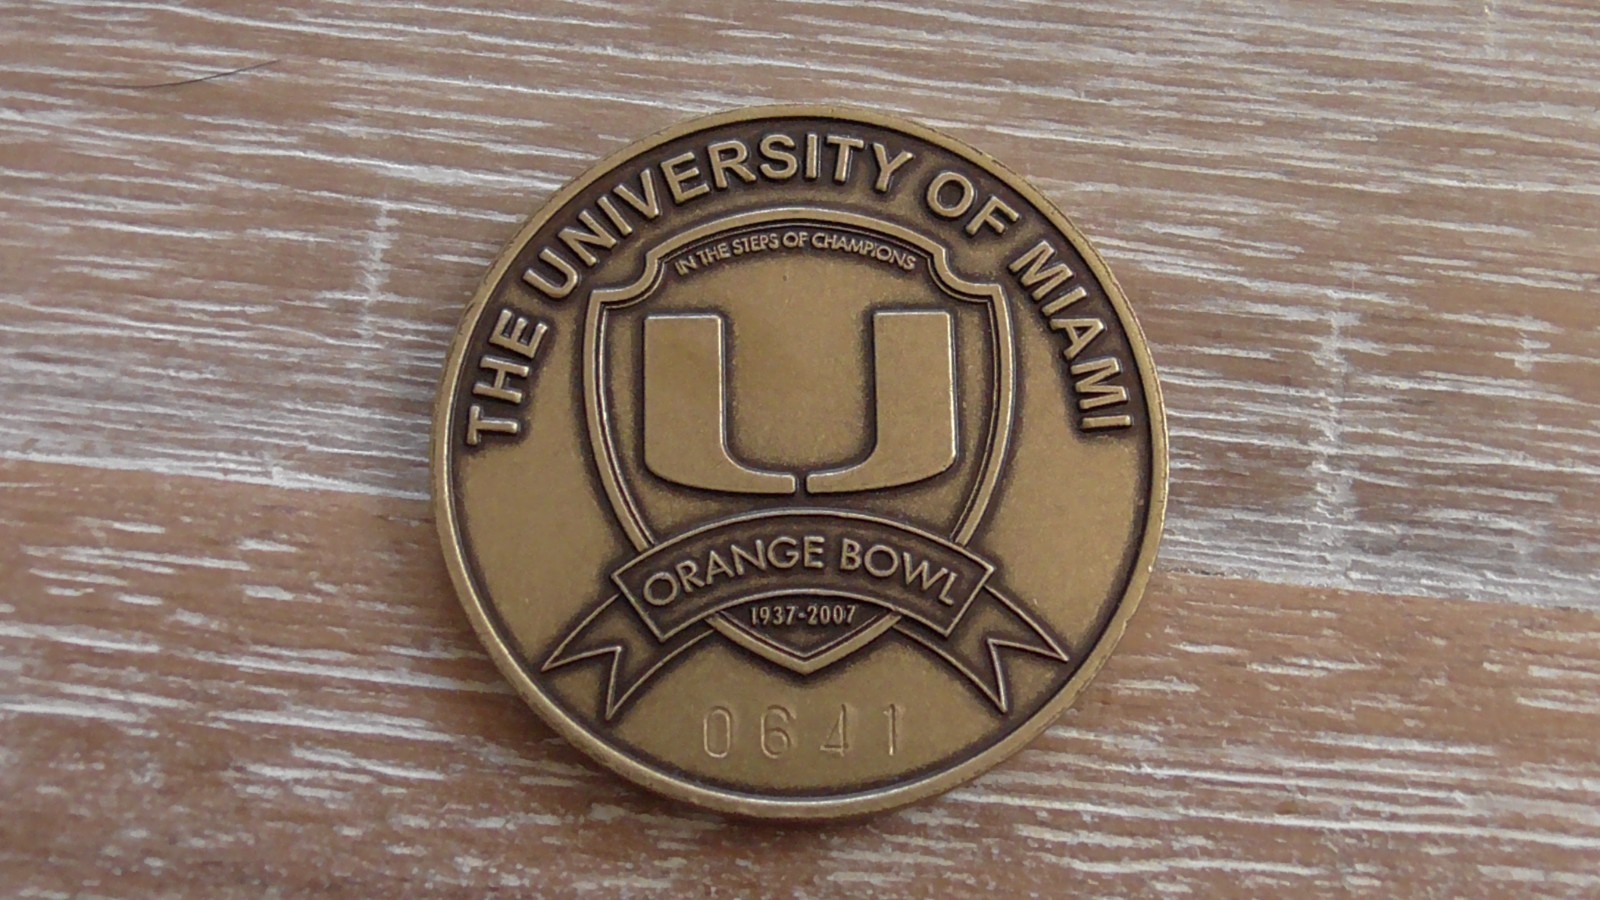 THE UNIVERSITY OF MIAMI
IN THE STEPS OF CHAMPIONS
U
ORANGE BOWL
1937-2007
0641